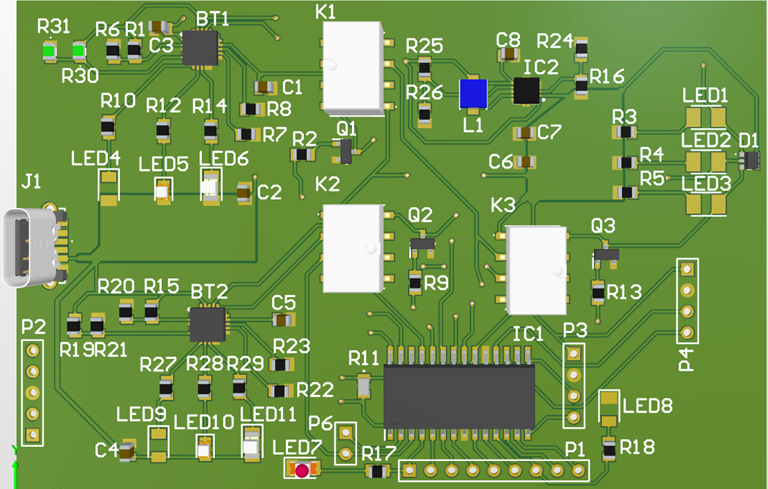 R31 R6 R1 C3 BT1 K1 R25 C8 R24
R30 IC2 R16
R10 R12 R14 C1 R8 R7 R26 L1 LED1
R2 Q1 C7 R3 LED2 D1
LED4 LED5 LED6 C6 R4
J1 C2 K2 K3 R5 LED3
Q2 Q3
R20 R15 BT2 C5 R9 R13
P2 R19 R21 IC1 P3 P4
R27 R28 R29 R23 R11
R22
LED9 LED10 LED11 P6 LED8
C4 LED7 R17 P1 R18
Y